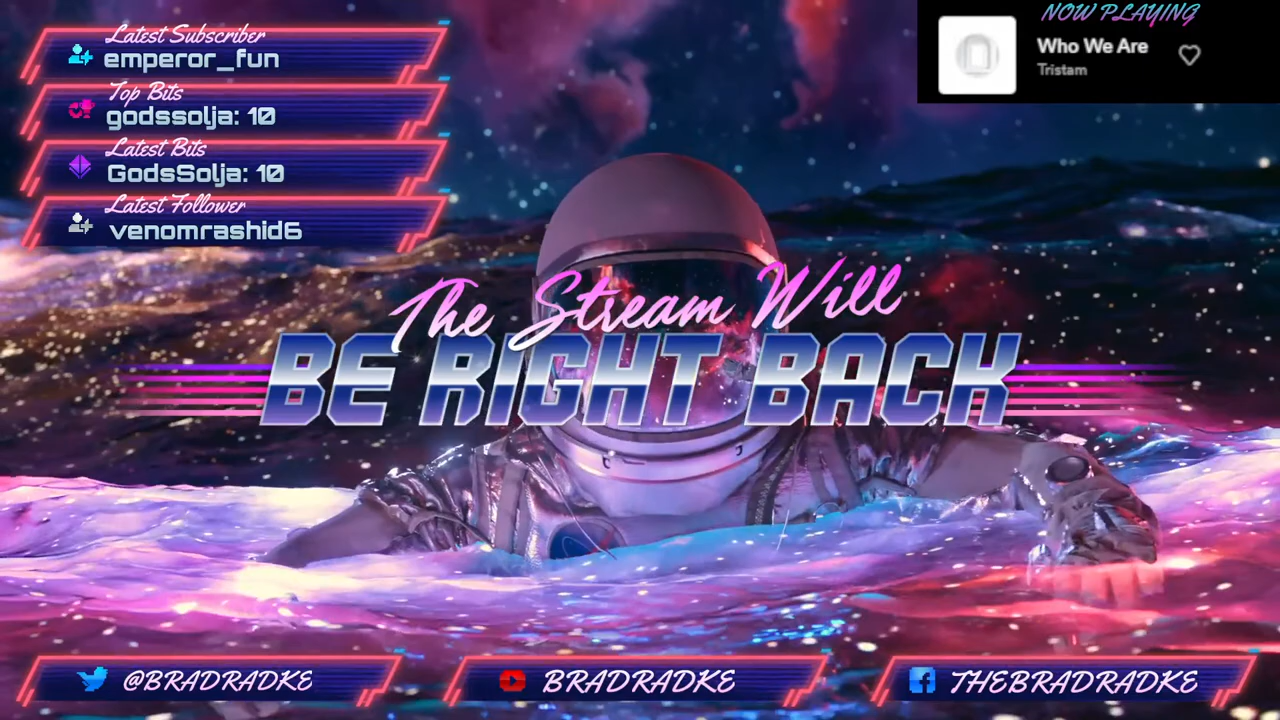 Latest Subscriber
emperor_fun
Top Bits
godssolja: 10
Latest Bits
GodsSolja: 10
Latest Follower
venomrashid6
NOW PLAYING
Who We Are
Tristam
The Stream Will
BE RIGHT BACK
@BRADRADKE
BRADRADKE
THEBRADRADKE